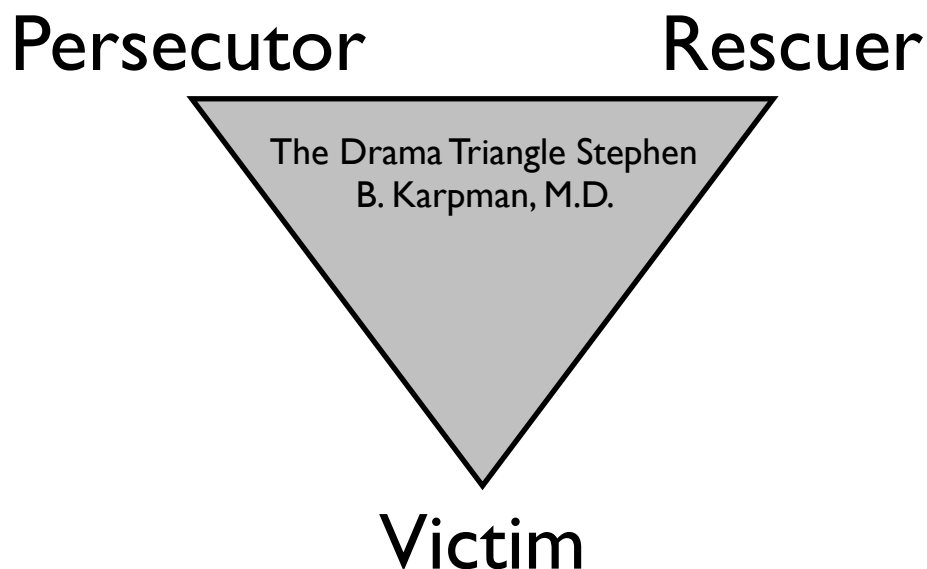 Persecutor Rescuer
The Drama Triangle Stephen
B. Karpman, M.D.
Victim